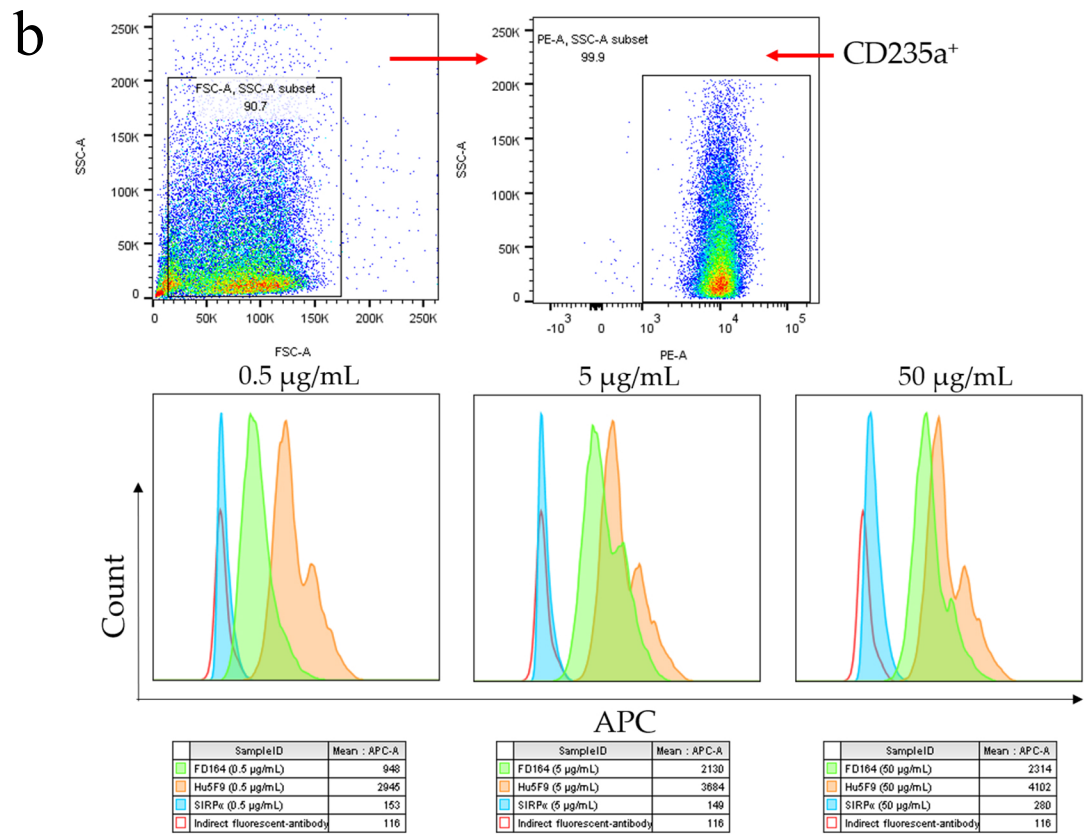 b
250K
200K
150K
100K
50K
0
SSC-A
FSC-A, SSC-A subset
90.7
0 50K 100K 150K 200K 250K
FSC-A
250K
200K
150K
100K
50K
0
SSC-A
PE-A, SSC-A subset
99.9
-10³ 0 10³ 10⁴ 10⁵
PE-A
CD235a⁺
0.5 µg/mL
5 µg/mL
50 µg/mL
Count
APC
SampleID Mean : APC-A
FD164 (0.5 µg/mL) 948
Hu5F9 (0.5 µg/mL) 2945
SIRPα (0.5 µg/mL) 153
Indirect fluorescent-antibody 116
SampleID Mean : APC-A
FD164 (5 µg/mL) 2130
Hu5F9 (5 µg/mL) 3684
SIRPα (5 µg/mL) 149
Indirect fluorescent-antibody 116
SampleID Mean : APC-A
FD164 (50 µg/mL) 2314
Hu5F9 (50 µg/mL) 4102
SIRPα (50 µg/mL) 280
Indirect fluorescent-antibody 116